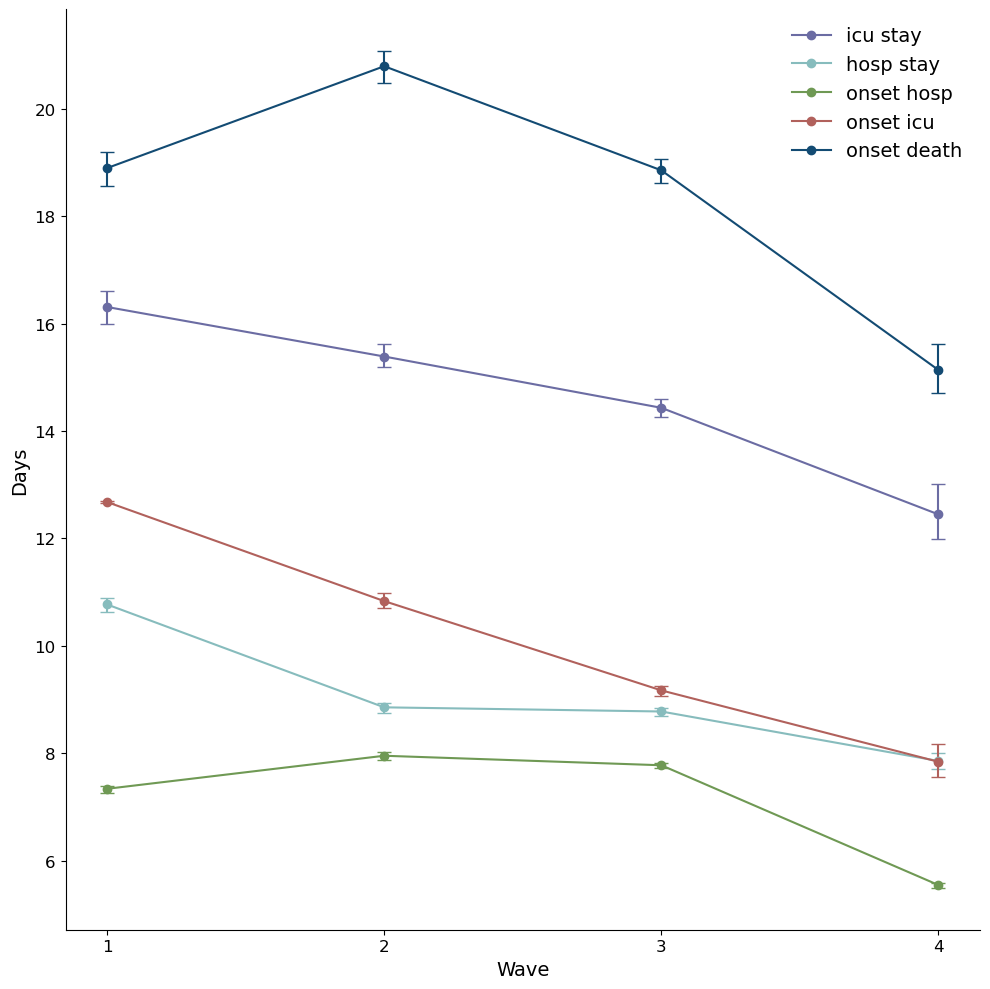 icu stay
hosp stay
onset hosp
onset icu
onset death
20
18
16
14
12
10
8
6
Days
1 2 3 4
Wave